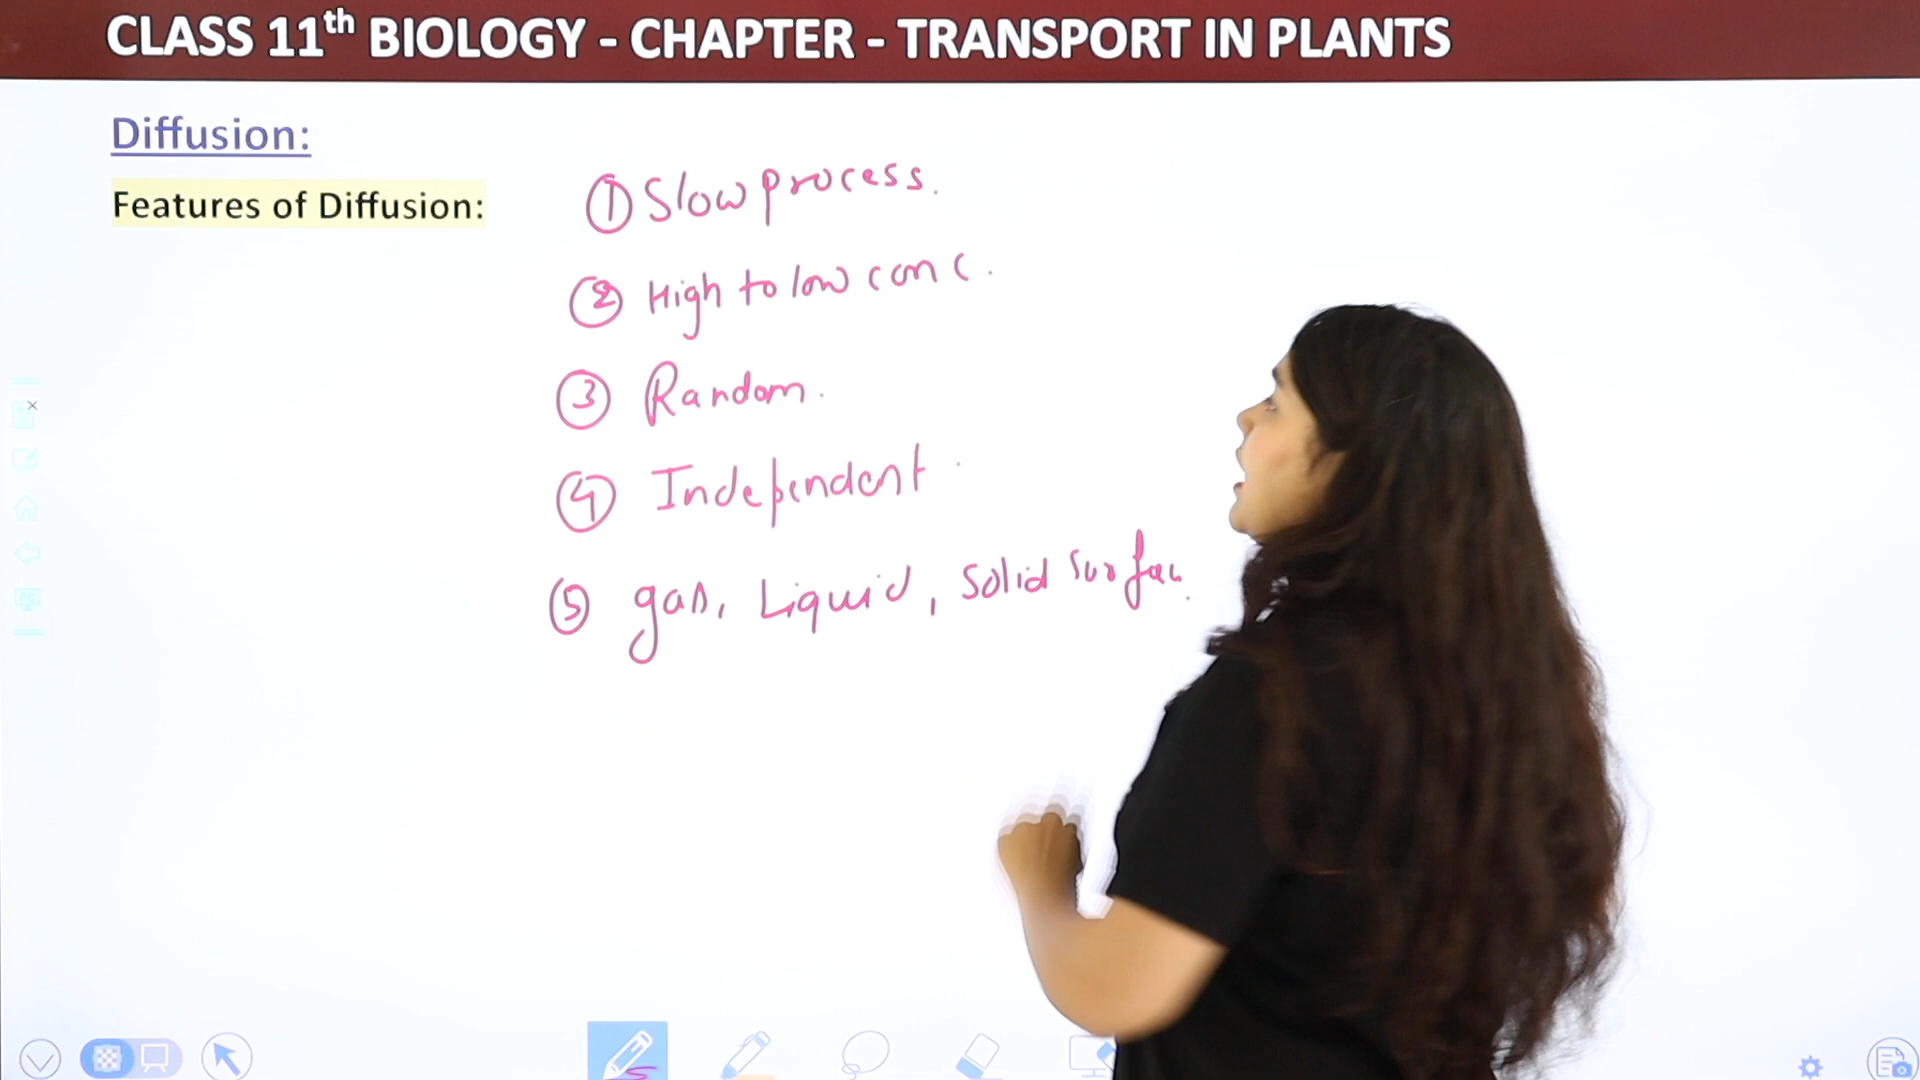 CLASS 11th BIOLOGY - CHAPTER - TRANSPORT IN PLANTS
Diffusion:
Features of Diffusion:
① Slow process.
② High to low conc.
③ Random.
④ Independent.
⑤ gas, Liquid, Solid surfac.